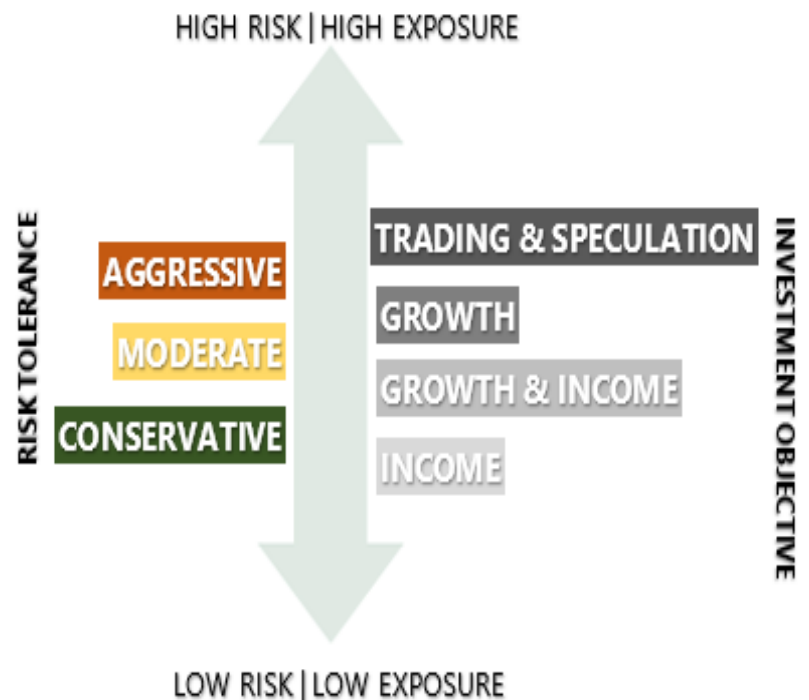 HIGH RISK | HIGH EXPOSURE
RISK TOLERANCE
AGGRESSIVE
MODERATE
CONSERVATIVE
TRADING & SPECULATION
GROWTH
GROWTH & INCOME
INCOME
INVESTMENT OBJECTIVE
LOW RISK | LOW EXPOSURE